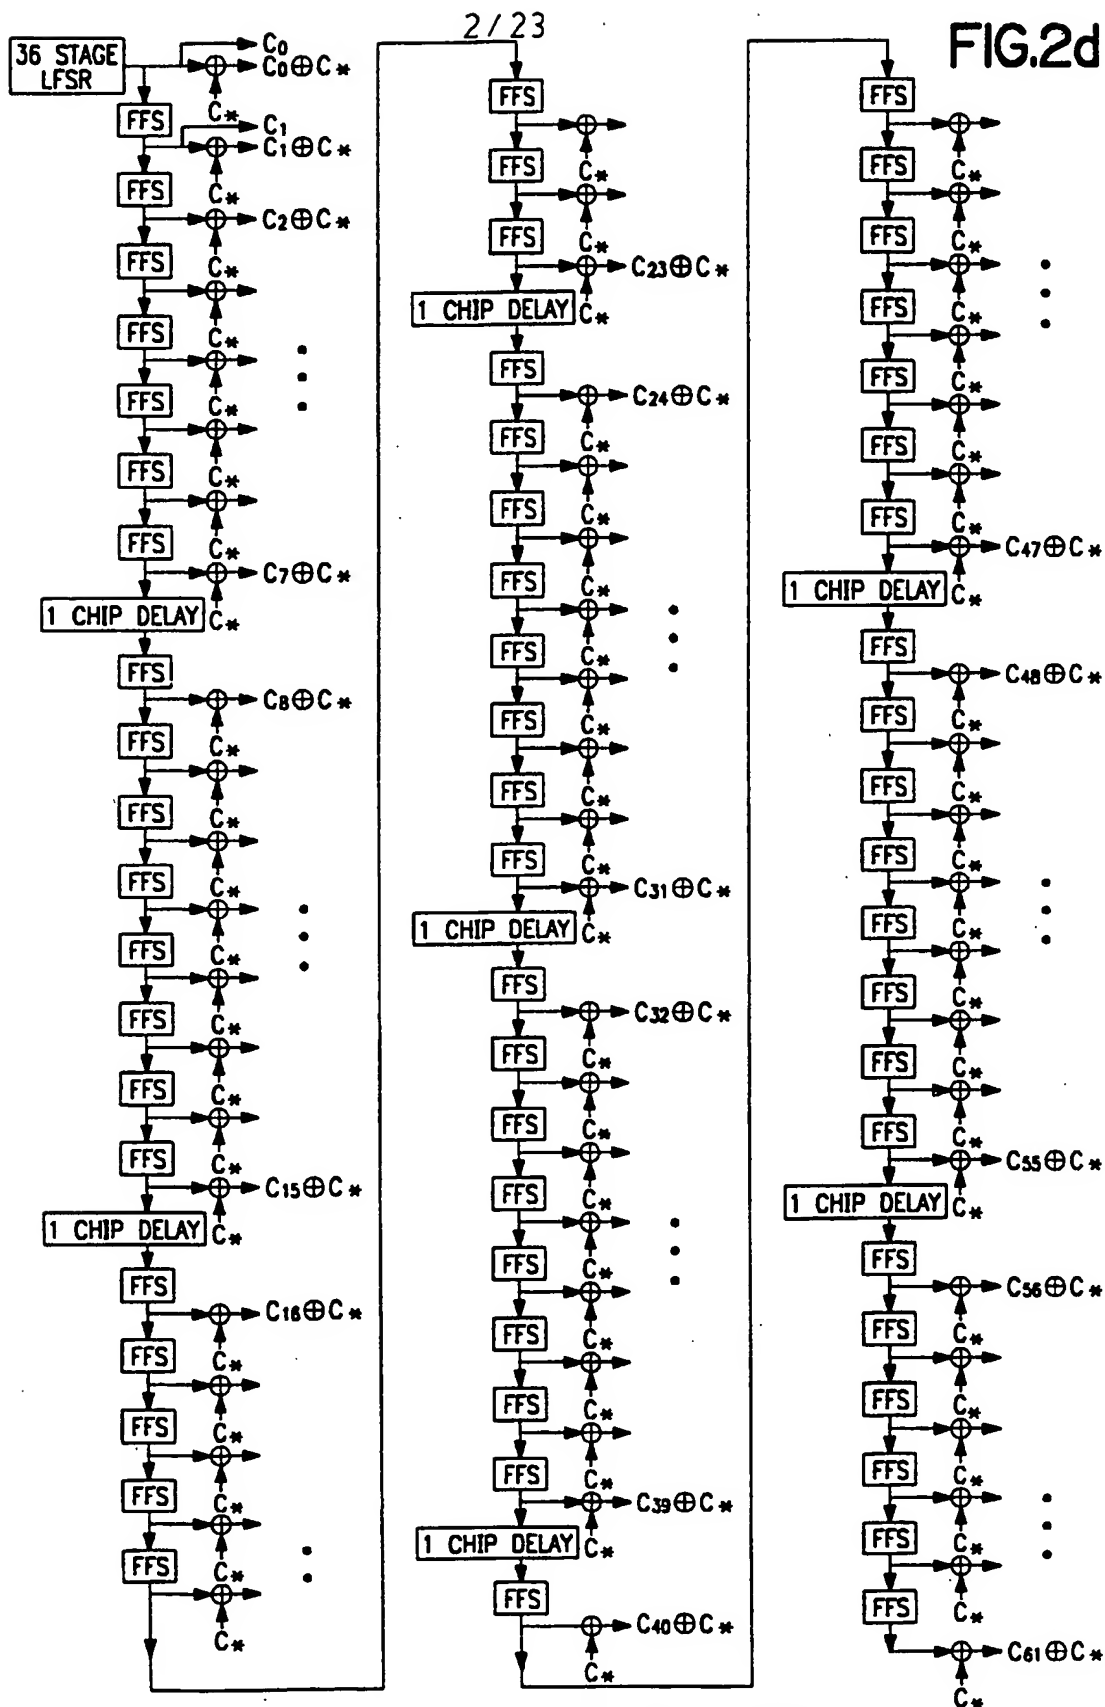 2/23
FIG.2d
36 STAGE
LFSR
C0
C0⊕C*
C*
FFS
C1
C1⊕C*
C*
FFS
C2⊕C*
C*
FFS
C*
FFS
C*
FFS
C*
FFS
C*
FFS
C7⊕C*
C*
1 CHIP DELAY
FFS
C8⊕C*
C*
FFS
C*
FFS
C*
FFS
C*
FFS
C*
FFS
C*
FFS
C*
FFS
C15⊕C*
C*
1 CHIP DELAY
FFS
C16⊕C*
C*
FFS
C*
FFS
C*
FFS
C*
FFS
C*
FFS
C*
FFS
C*
FFS
C23⊕C*
C*
1 CHIP DELAY
FFS
C24⊕C*
C*
FFS
C*
FFS
C*
FFS
C*
FFS
C*
FFS
C*
FFS
C*
FFS
C31⊕C*
C*
1 CHIP DELAY
FFS
C32⊕C*
C*
FFS
C*
FFS
C*
FFS
C*
FFS
C*
FFS
C*
FFS
C*
FFS
C39⊕C*
C*
1 CHIP DELAY
FFS
C40⊕C*
C*
FFS
C*
FFS
C*
FFS
C*
FFS
C*
FFS
C*
FFS
C*
FFS
C47⊕C*
C*
1 CHIP DELAY
FFS
C48⊕C*
C*
FFS
C*
FFS
C*
FFS
C*
FFS
C*
FFS
C*
FFS
C*
FFS
C55⊕C*
C*
1 CHIP DELAY
FFS
C56⊕C*
C*
FFS
C*
FFS
C*
FFS
C*
FFS
C*
FFS
C61⊕C*
C*